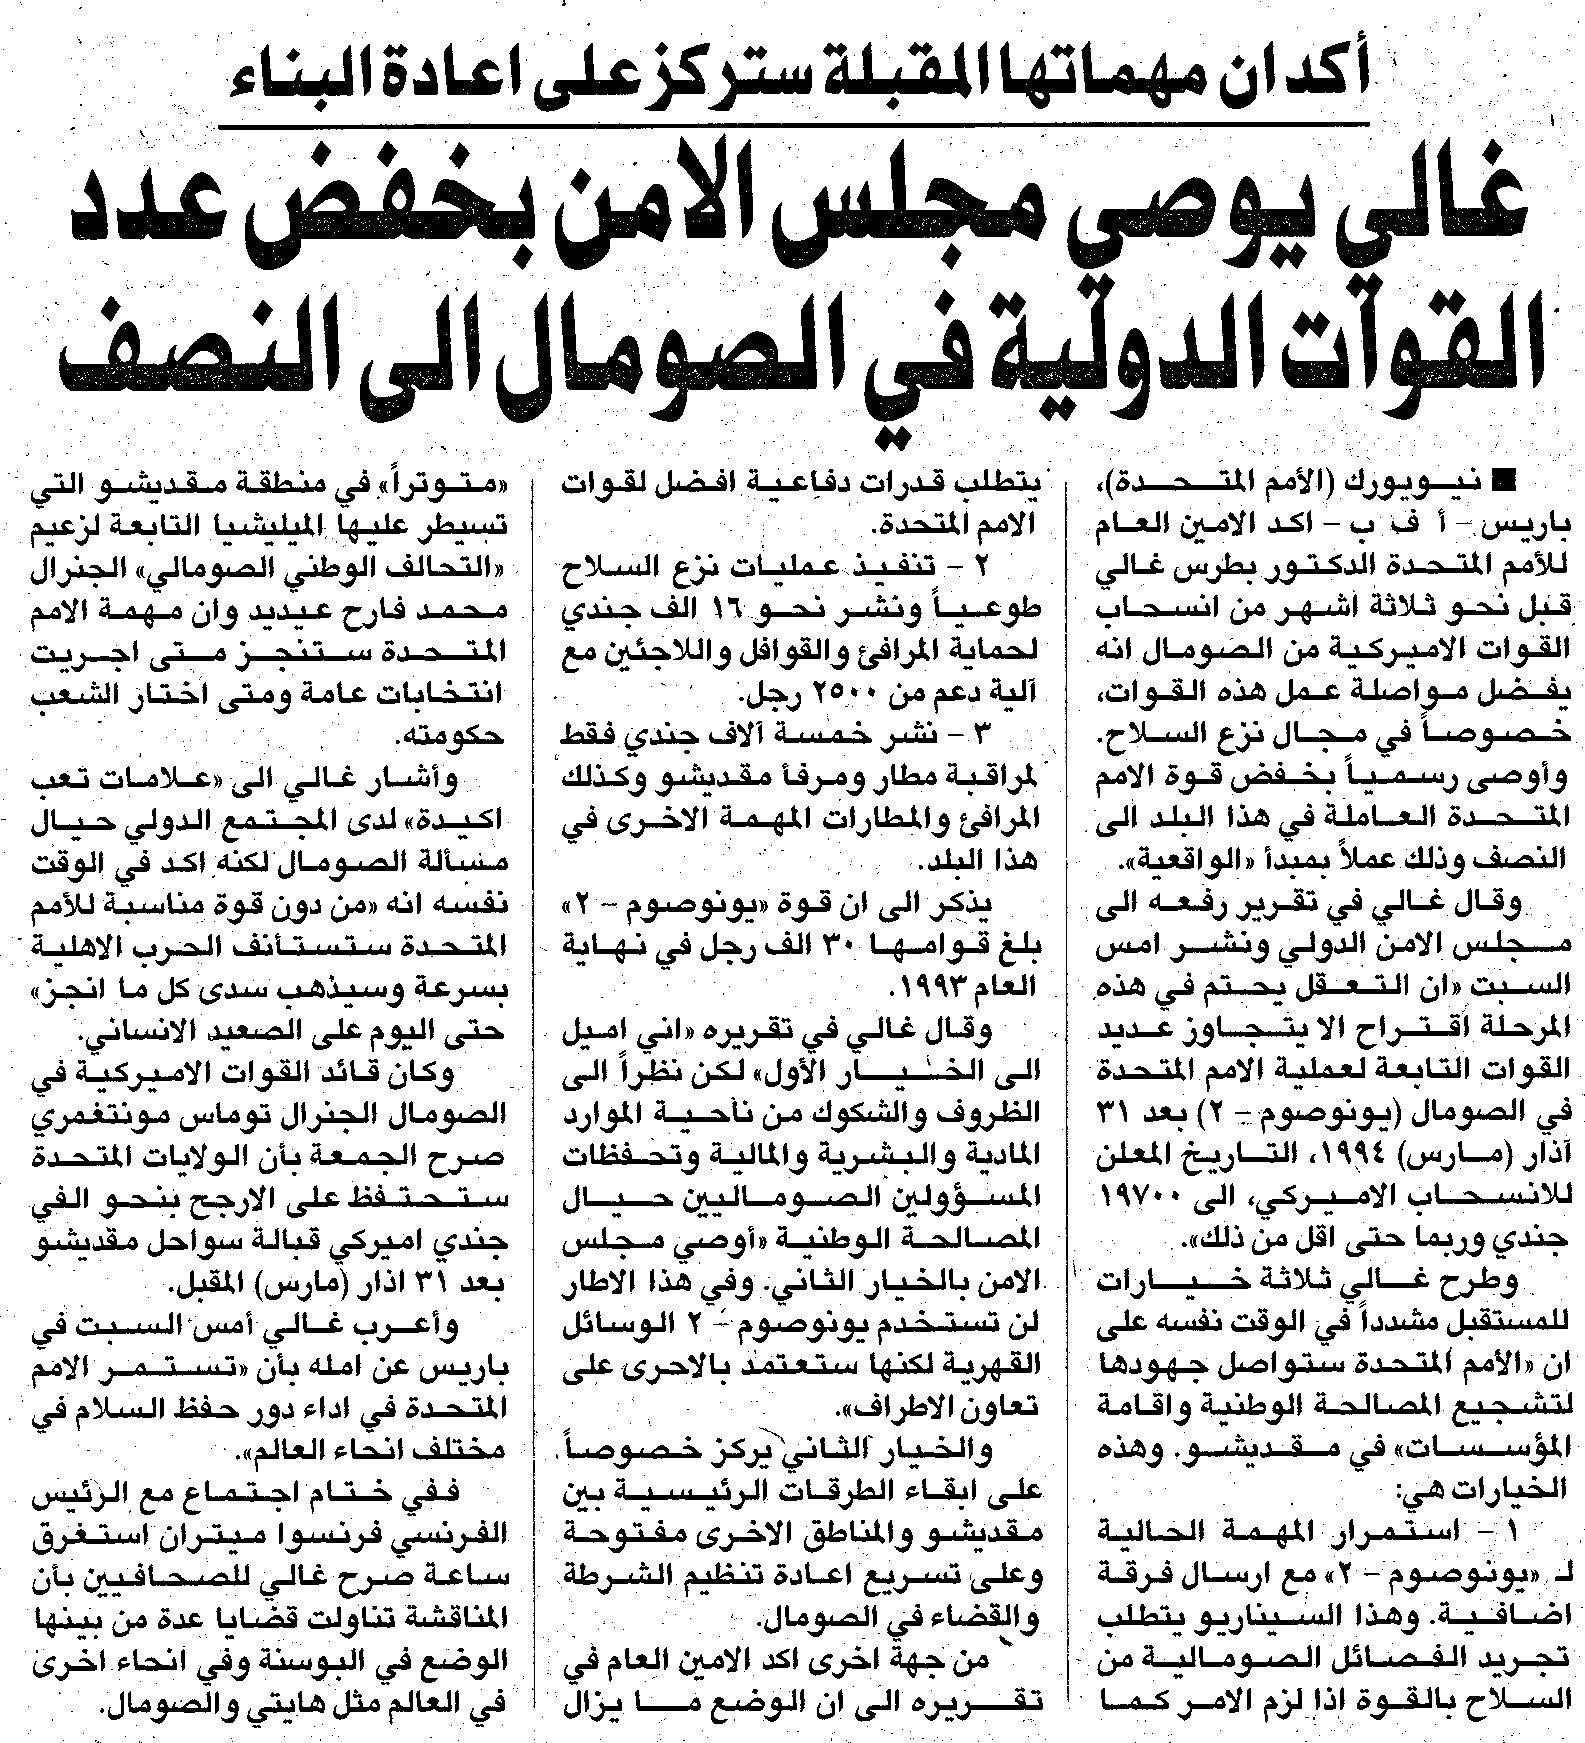 أكد ان مهماتها المقبلة ستركز على اعادة البناء
غالي يوصي مجلس الامن بخفض عدد
القوات الدولية في الصومال الى النصف
■ نيويورك (الأمم المتحدة)،
باريس - أ ف ب - اكد الامين العام
للأمم المتحدة الدكتور بطرس غالي
قبل نحو ثلاثة اشهر من انسحاب
القوات الاميركية من الصومال انه
يفضل مواصلة عمل هذه القوات،
خصوصاً في مجال نزع السلاح.
وأوصى رسمياً بخفض قوة الامم
المتحدة العاملة في هذا البلد الى
النصف وذلك عملاً بمبدأ «الواقعية».
وقال غالي في تقرير رفعه الى
مجلس الامن الدولي ونشر امس
السبت «ان التعقل يحتم في هذه
المرحلة اقتراح الا يتجاوز عديد
القوات التابعة لعملية الامم المتحدة
في الصومال (يونوصوم - ٢) بعد ٣١
آذار (مارس) ١٩٩٤، التاريخ المعلن
للانسحاب الاميركي، الى ١٩٧٠٠
جندي وربما حتى اقل من ذلك».
وطرح غالي ثلاثة خيارات
للمستقبل مشدداً في الوقت نفسه على
ان «الأمم المتحدة ستواصل جهودها
لتشجيع المصالحة الوطنية واقامة
المؤسسات» في مقديشو. وهذه
الخيارات هي:
١ - استمرار المهمة الحالية
لـ «يونوصوم - ٢» مع ارسال فرقة
اضافية. وهذا السيناريو يتطلب
تجريد الفصائل الصومالية من
السلاح بالقوة اذا لزم الامر كما
يتطلب قدرات دفاعية افضل لقوات
الامم المتحدة.
٢ - تنفيذ عمليات نزع السلاح
طوعياً ونشر نحو ١٦ الف جندي
لحماية المرافئ والقوافل واللاجئين مع
آلية دعم من ٢٥٠٠ رجل.
٣ - نشر خمسة آلاف جندي فقط
لمراقبة مطار ومرفأ مقديشو وكذلك
المرافئ والمطارات المهمة الاخرى في
هذا البلد.
يذكر الى ان قوة «يونوصوم - ٢»
بلغ قوامها ٣٠ الف رجل في نهاية
العام ١٩٩٣.
وقال غالي في تقريره «اني اميل
الى الخيار الأول» لكن نظراً الى
الظروف والشكوك من ناحية الموارد
المادية والبشرية والمالية وتحفظات
المسؤولين الصوماليين حيال
المصالحة الوطنية «أوصي مجلس
الامن بالخيار الثاني. وفي هذا الاطار
لن تستخدم يونوصوم - ٢ الوسائل
القهرية لكنها ستعتمد بالاحرى على
تعاون الاطراف».
والخيار الثاني يركز خصوصاً
على ابقاء الطرقات الرئيسية بين
مقديشو والمناطق الاخرى مفتوحة
وعلى تسريع اعادة تنظيم الشرطة
والقضاء في الصومال.
من جهة اخرى اكد الامين العام في
تقريره الى ان الوضع ما يزال
«متوتراً» في منطقة مقديشو التي
تسيطر عليها الميليشيا التابعة لزعيم
«التحالف الوطني الصومالي» الجنرال
محمد فارح عيديد وان مهمة الامم
المتحدة ستنجز متى اجريت
انتخابات عامة ومتى اختار الشعب
حكومته.
وأشار غالي الى «علامات تعب
اكيدة» لدى المجتمع الدولي حيال
مسألة الصومال لكنه اكد في الوقت
نفسه انه «من دون قوة مناسبة للأمم
المتحدة ستستأنف الحرب الاهلية
بسرعة وسيذهب سدى كل ما انجز»
حتى اليوم على الصعيد الانساني.
وكان قائد القوات الاميركية في
الصومال الجنرال توماس مونتغمري
صرح الجمعة بأن الولايات المتحدة
ستحتفظ على الارجح بنحو الفي
جندي اميركي قبالة سواحل مقديشو
بعد ٣١ اذار (مارس) المقبل.
وأعرب غالي أمس السبت في
باريس عن امله بأن «تستمر الامم
المتحدة في اداء دور حفظ السلام في
مختلف انحاء العالم».
ففي ختام اجتماع مع الرئيس
الفرنسي فرنسوا ميتران استغرق
ساعة صرح غالي للصحافيين بأن
المناقشة تناولت قضايا عدة من بينها
الوضع في البوسنة وفي انحاء اخرى
في العالم مثل هايتي والصومال.